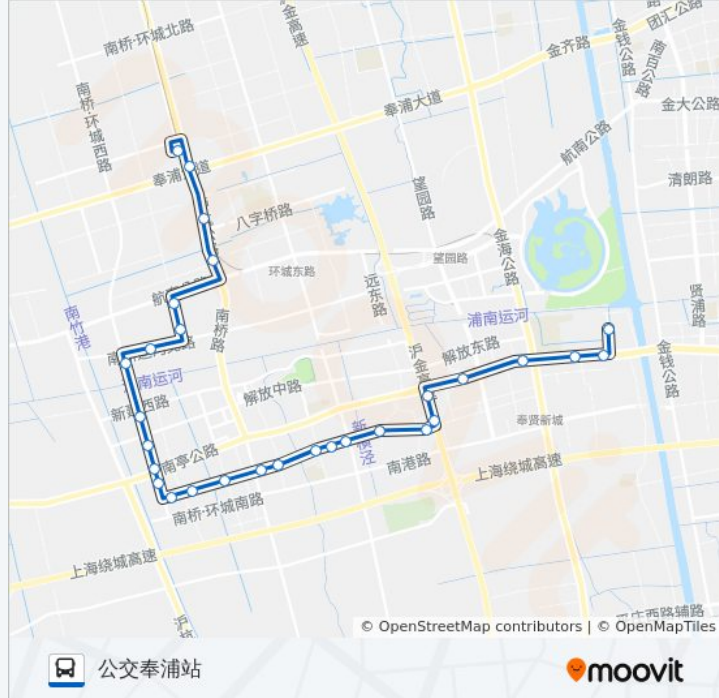 南桥·环城北路
沪金高速
金齐路
金钱公路
团汇公路
南百公路
南桥·环城西路
奉浦大道
金大公路
航南公路
清朗路
望园路
八字桥路
金海公路
环城东路
望园路
远东路
贤浦路
南竹港
南桥路
浦南运河
沪金高
解放东路
金钱公路
南运河
解放中路
新建西路
奉贤新城
新横泾
南亭公路
南港路
上海绕城高速
南桥·环城南路
上海绕城高速
© OpenStreetMap contributors | © OpenMapTiles
公交奉浦站
moovit